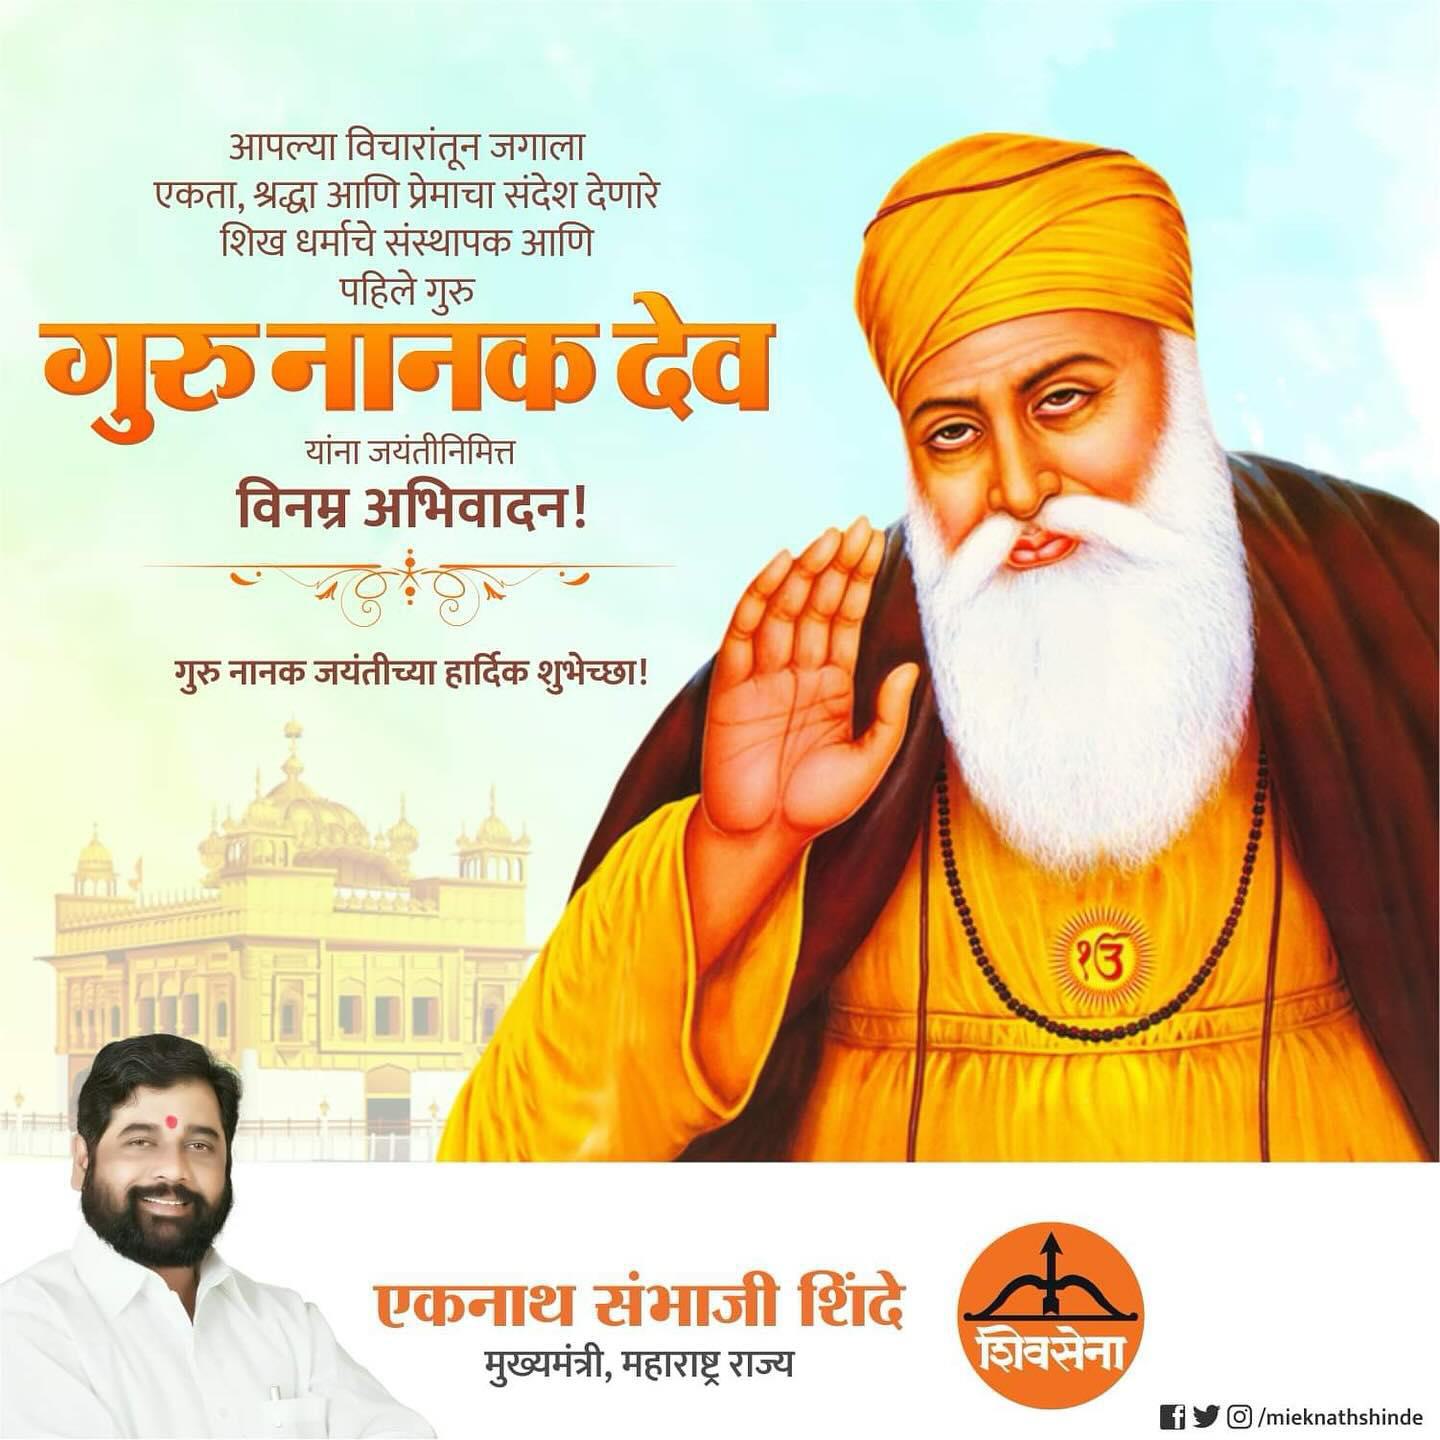 आपल्या विचारांतून जगाला
एकता, श्रद्धा आणि प्रेमाचा संदेश देणारे
शिख धर्माचे संस्थापक आणि
पहिले गुरु
गुरु नानक देव
यांना जयंतीनिमित्त
विनम्र अभिवादन!
गुरु नानक जयंतीच्या हार्दिक शुभेच्छा!
ੴ
एकनाथ संभाजी शिंदे
मुख्यमंत्री, महाराष्ट्र राज्य
शिवसेना
/mieknathshinde